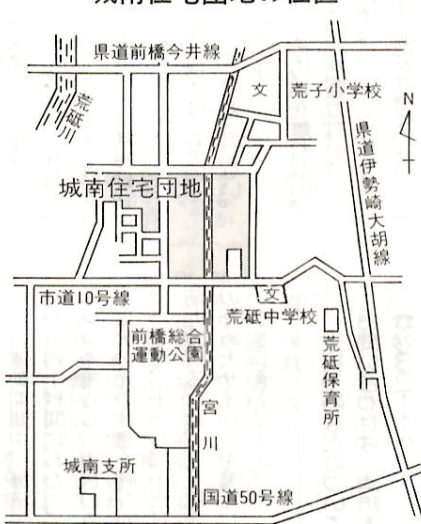 県道前橋今井線
荒砥川
文
荒子小学校
N
県道伊勢崎大胡線
城南住宅団地
市道10号線
文
荒砥中学校
前橋総合
運動公園
荒砥保育所
宮川
城南支所
国道50号線